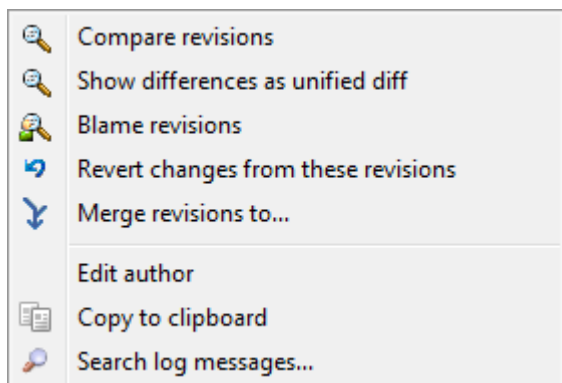 Compare revisions
Show differences as unified diff
Blame revisions
Revert changes from these revisions
Merge revisions to...
Edit author
Copy to clipboard
Search log messages...